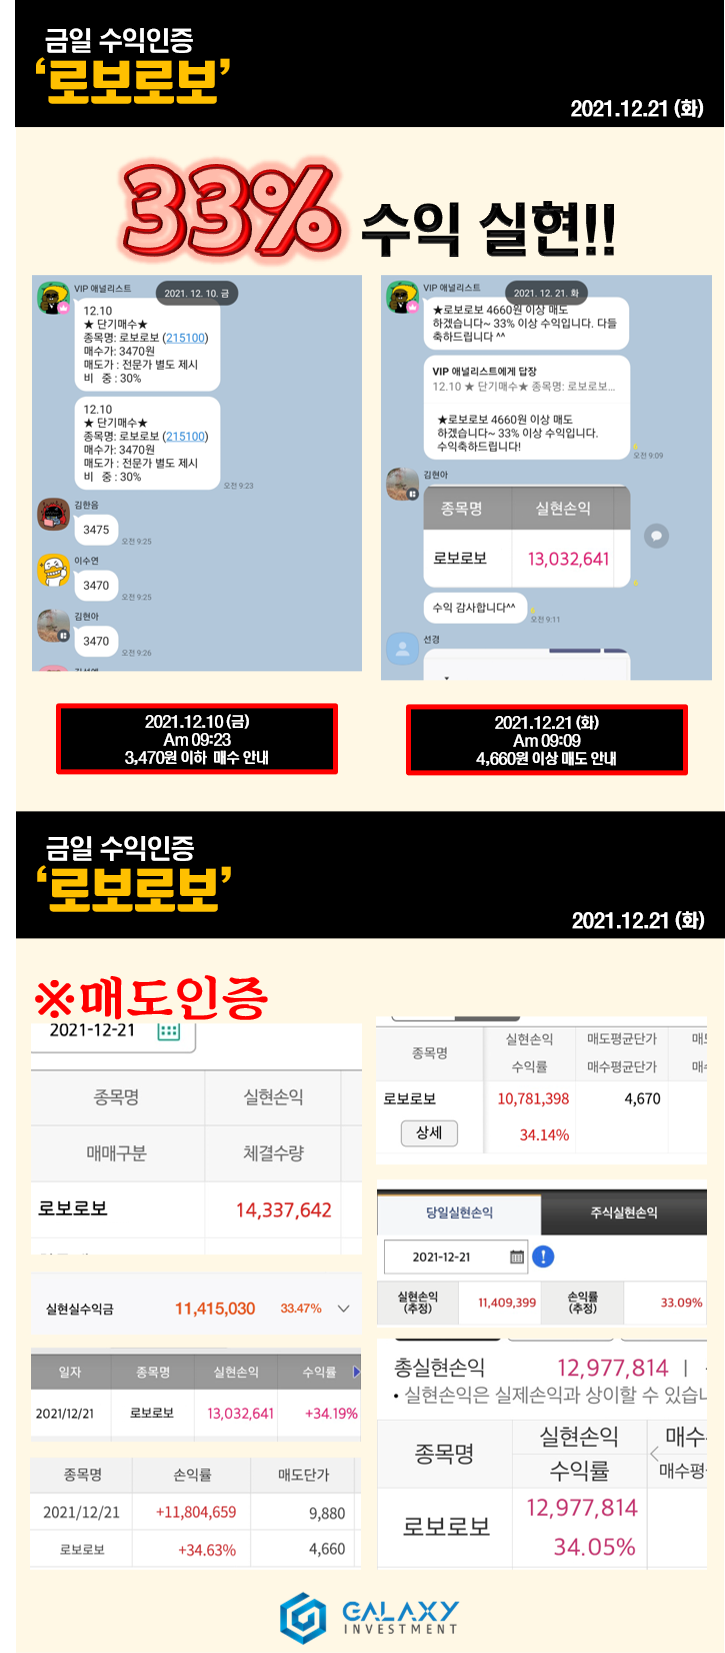 금일 수익인증
‘로보로보’
2021.12.21 (화)
33% 수익 실현!!
VIP 애널리스트
2021. 12. 10. 금
12.10
★ 단기매수★
종목명: 로보로보 (215100)
매수가: 3470원
매도가 : 전문가 별도 제시
비 중 : 30%
12.10
★ 단기매수★
종목명: 로보로보 (215100)
매수가: 3470원
매도가 : 전문가 별도 제시
비 중 : 30%
오전 9:23
김한음
3475
오전 9:25
이수연
3470
오전 9:25
김현아
3470
오전 9:26
VIP 애널리스트
2021. 12. 21. 화
★로보로보 4660원 이상 매도
하겠습니다~ 33% 이상 수익입니다. 다들
축하드립니다 ^^
VIP 애널리스트에게 답장
12.10 ★ 단기매수★ 종목명: 로보로보...
★로보로보 4660원 이상 매도
하겠습니다~ 33% 이상 수익입니다.
수익축하드립니다!
오전 9:09
김현아
종목명 실현손익
로보로보 13,032,641
수익 감사합니다^^
오전 9:11
선경
2021.12.10 (금)
Am 09:23
3,470원 이하 매수 안내
2021.12.21 (화)
Am 09:09
4,660원 이상 매도 안내
금일 수익인증
‘로보로보’
2021.12.21 (화)
※매도인증
2021-12-21
종목명 실현손익
매매구분 체결수량
로보로보 14,337,642
실현실수익금 11,415,030 33.47%
일자 종목명 실현손익 수익률
2021/12/21 로보로보 13,032,641 +34.19%
종목명 손익률 매도단가
2021/12/21 +11,804,659 9,880
로보로보 +34.63% 4,660
종목명 실현손익 매도평균단가
수익률 매수평균단가
로보로보 10,781,398 4,670
상세 34.14%
당일실현손익 주식실현손익
2021-12-21
실현손익 (추정) 11,409,399 손익률 (추정) 33.09%
총실현손익 12,977,814 |
• 실현손익은 실제손익과 상이할 수 있습니
종목명 실현손익 매수
수익률 매수평
로보로보 12,977,814
34.05%
GALAXY
INVESTMENT